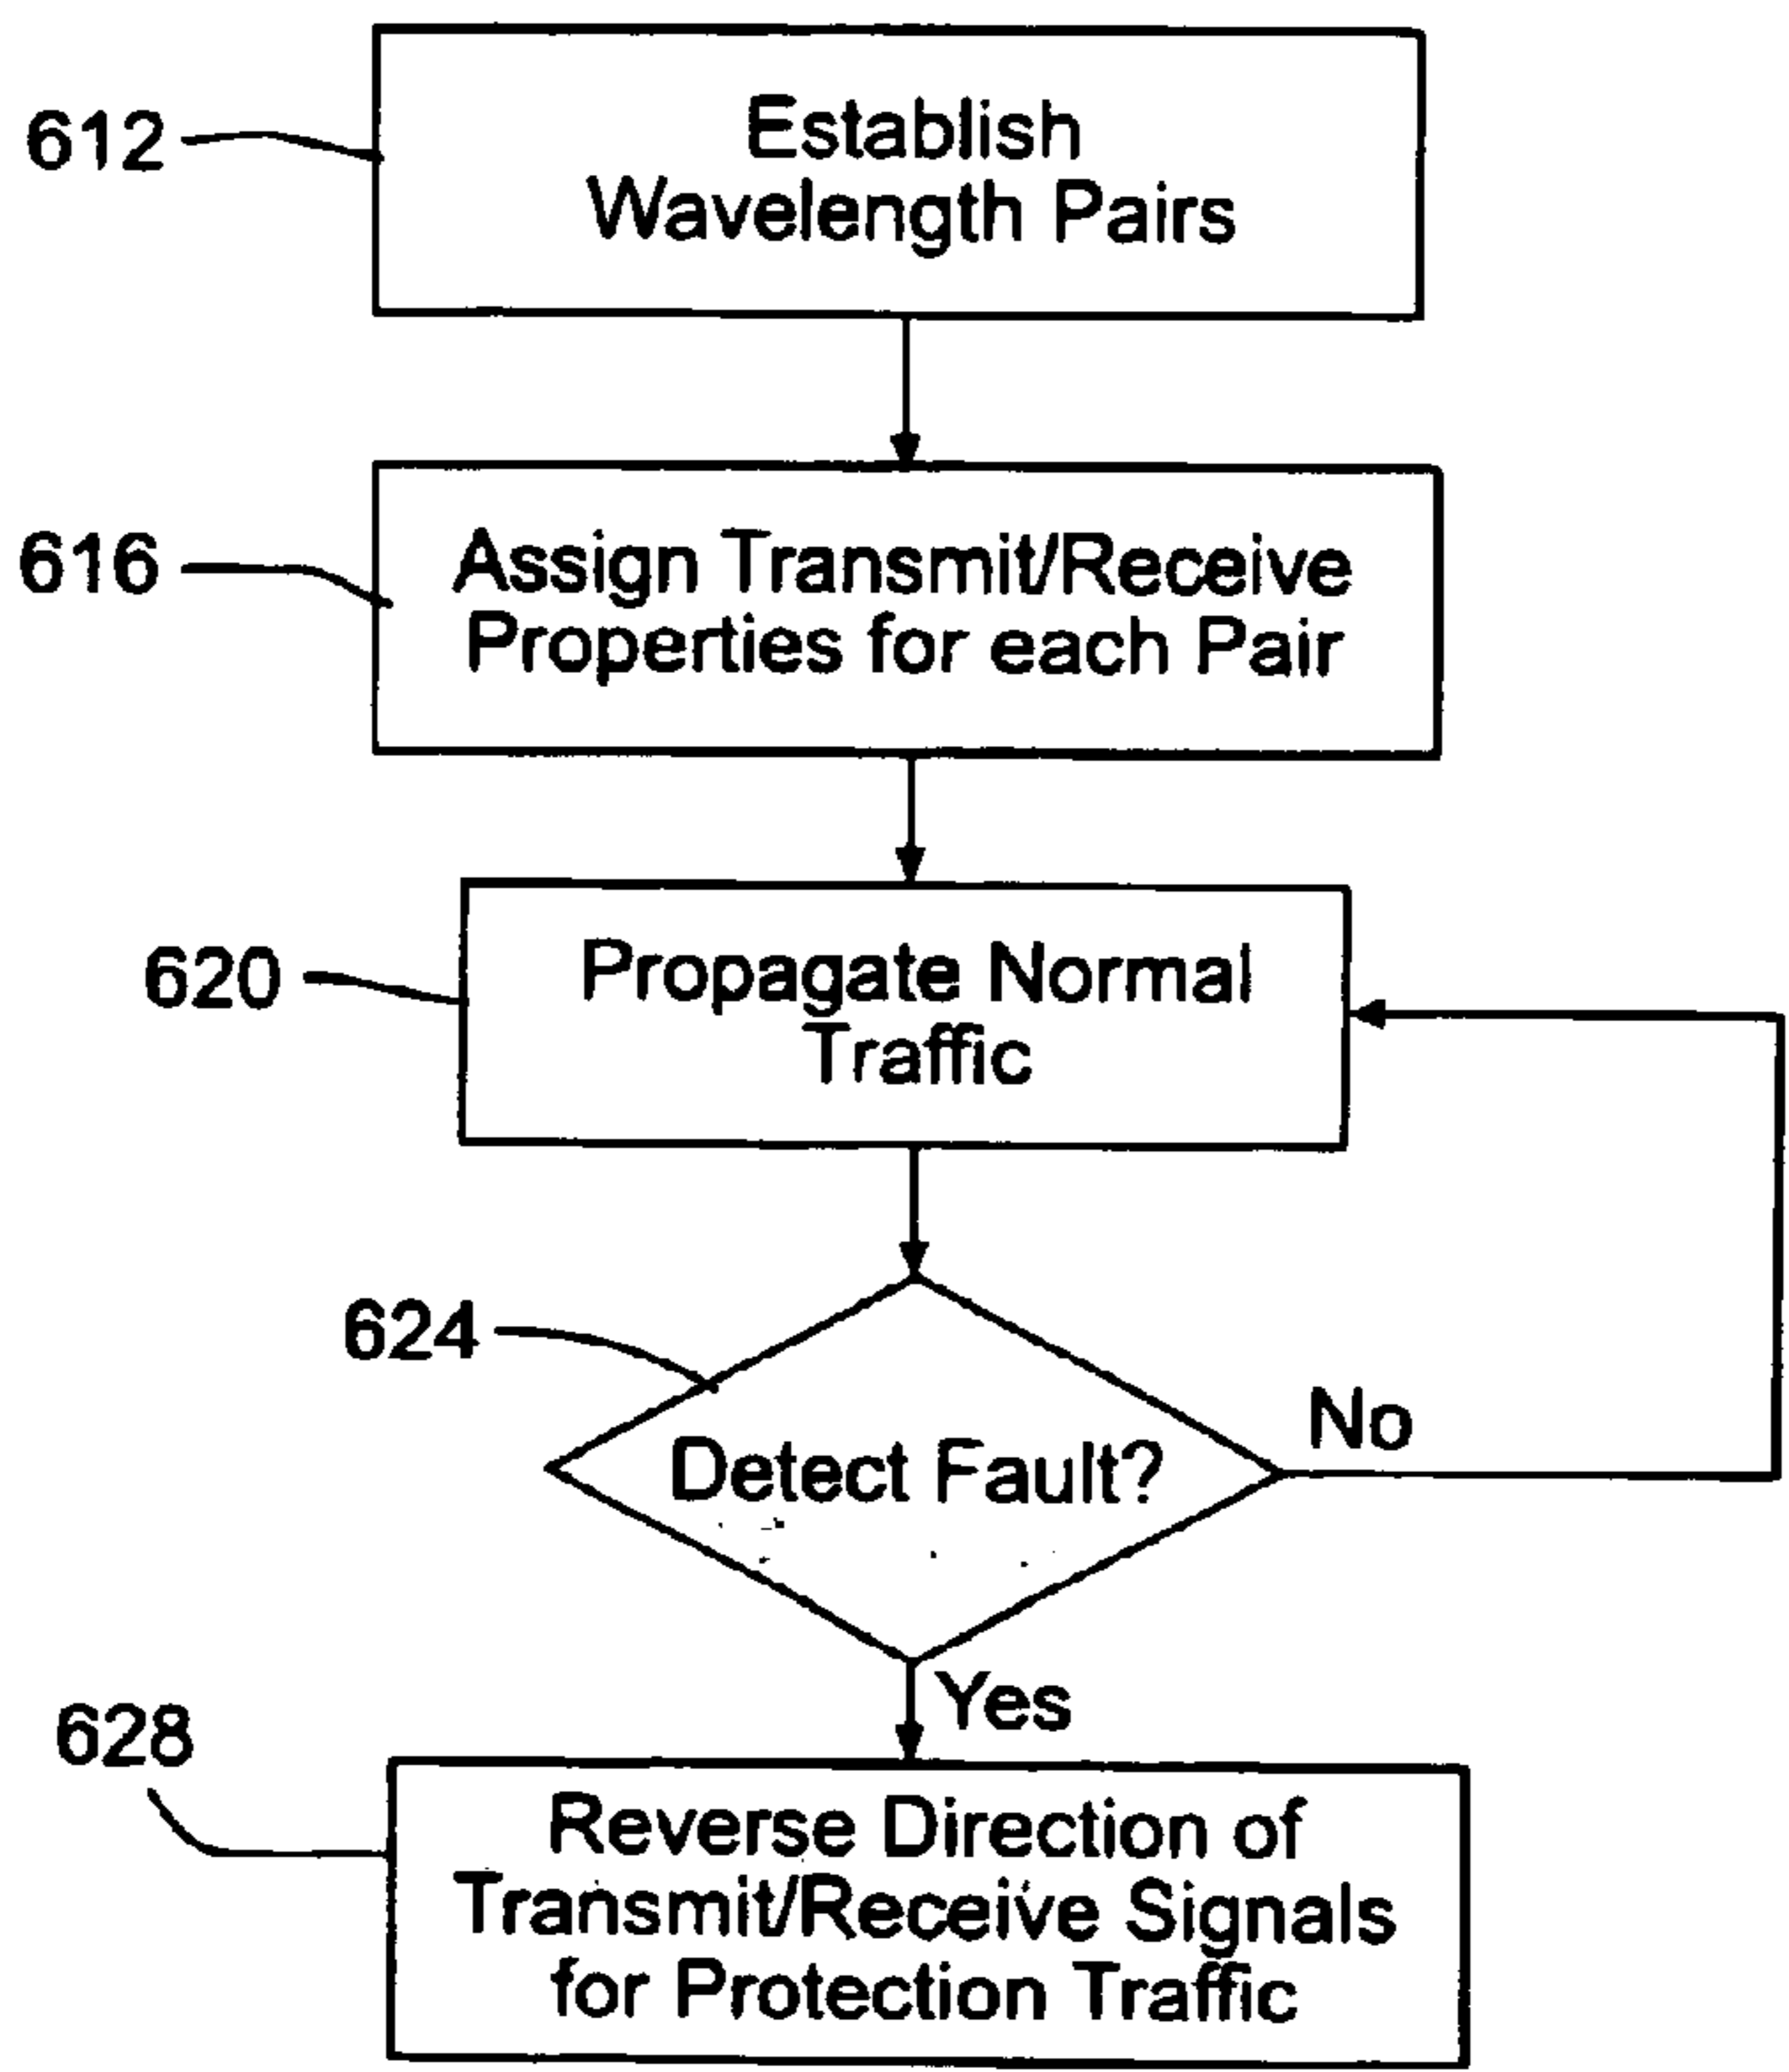 612
Establish
Wavelength Pairs
616
Assign Transmit/Receive
Properties for each Pair
620
Propagate Normal
Traffic
624
Detect Fault?
No
Yes
628
Reverse Direction of
Transmit/Receive Signals
for Protection Traffic